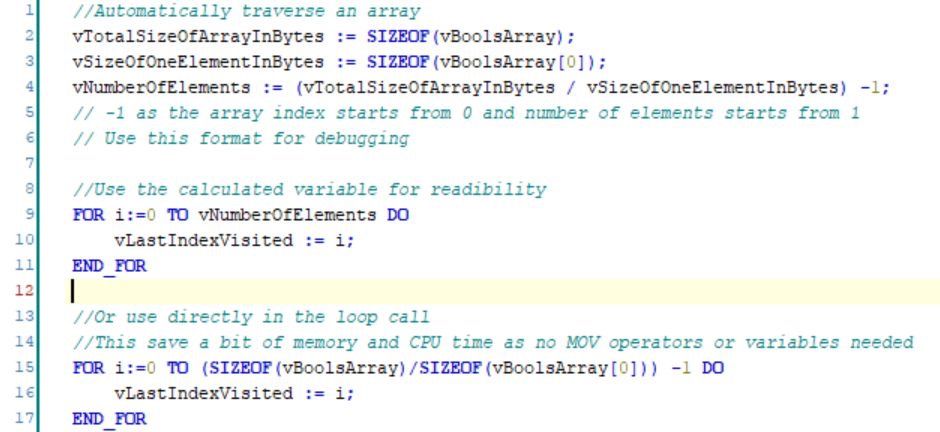 1 //Automatically traverse an array
2 vTotalSizeOfArrayInBytes := SIZEOF(vBoolsArray);
3 vSizeOfOneElementInBytes := SIZEOF(vBoolsArray[0]);
4 vNumberOfElements := (vTotalSizeOfArrayInBytes / vSizeOfOneElementInBytes) -1;
5 // -1 as the array index starts from 0 and number of elements starts from 1
6 // Use this format for debugging
7
8 //Use the calculated variable for readibility
9 FOR i:=0 TO vNumberOfElements DO
10 vLastIndexVisited := i;
11 END_FOR
12
13 //Or use directly in the loop call
14 //This save a bit of memory and CPU time as no MOV operators or variables needed
15 FOR i:=0 TO (SIZEOF(vBoolsArray)/SIZEOF(vBoolsArray[0])) -1 DO
16 vLastIndexVisited := i;
17 END_FOR